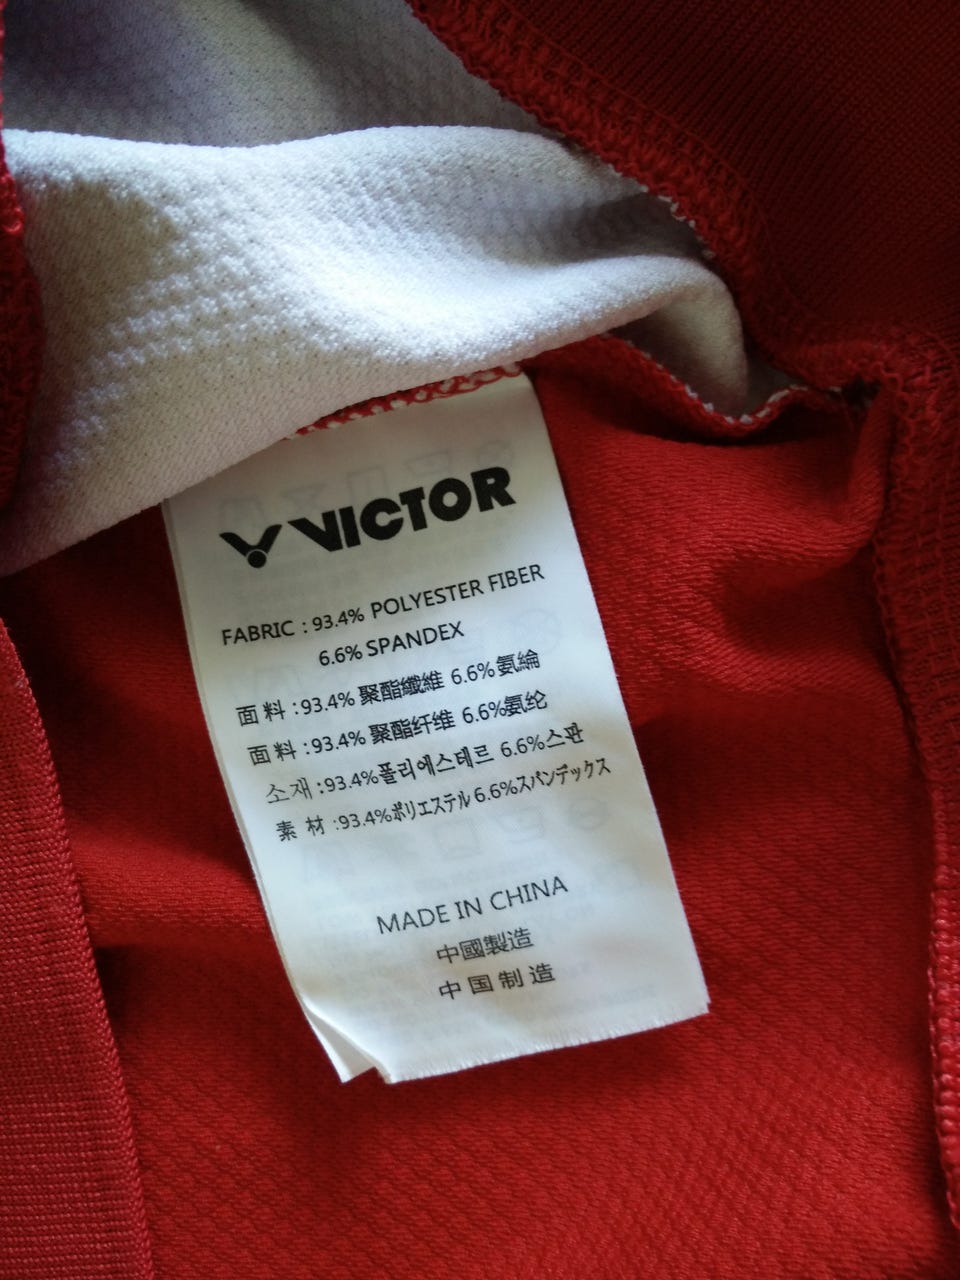 VICTOR
FABRIC : 93.4% POLYESTER FIBER
6.6% SPANDEX
面 料 : 93.4% 聚酯纖維 6.6% 氨綸
面 料 : 93.4% 聚酯纤维 6.6%氨纶
소 재 : 93.4%폴리에스테르 6.6%스판
素 材 : 93.4%ポリエステル 6.6%スパンデックス
MADE IN CHINA
中國製造
中国制造